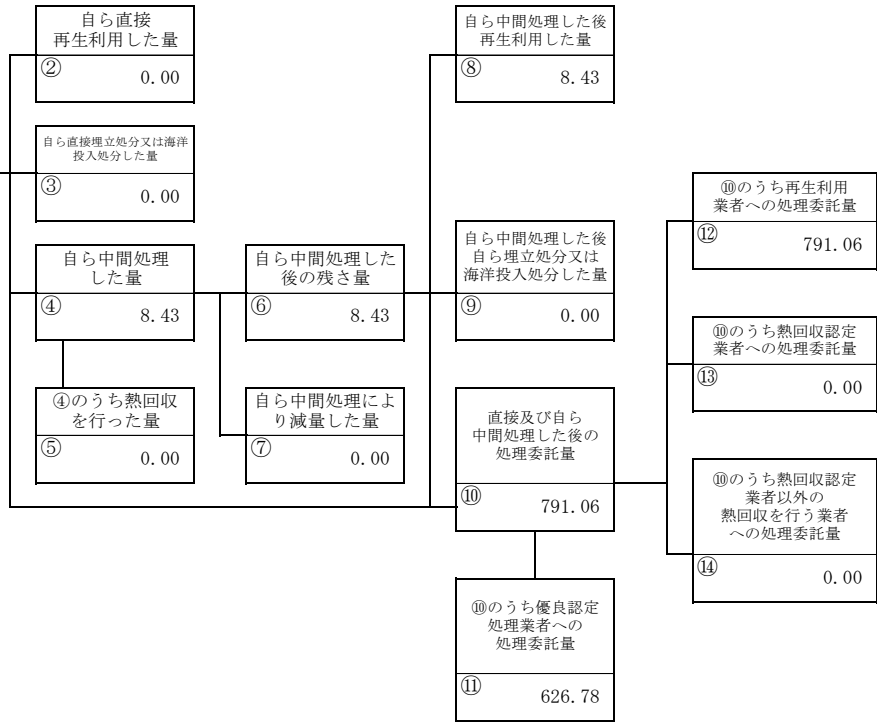 自ら直接
再生利用した量
② 0.00
自ら直接埋立処分又は海洋
投入処分した量
③ 0.00
自ら中間処理
した量
④ 8.43
④のうち熱回収
を行った量
⑤ 0.00
自ら中間処理した
後の残さ量
⑥ 8.43
自ら中間処理によ
り減量した量
⑦ 0.00
自ら中間処理した後
再生利用した量
⑧ 8.43
自ら中間処理した後
自ら埋立処分又は
海洋投入処分した量
⑨ 0.00
直接及び自ら
中間処理した後の
処理委託量
⑩ 791.06
⑩のうち優良認定
処理業者への
処理委託量
⑪ 626.78
⑩のうち再生利用
業者への処理委託量
⑫ 791.06
⑩のうち熱回収認定
業者への処理委託量
⑬ 0.00
⑩のうち熱回収認定
業者以外の
熱回収を行う業者
への処理委託量
⑭ 0.00